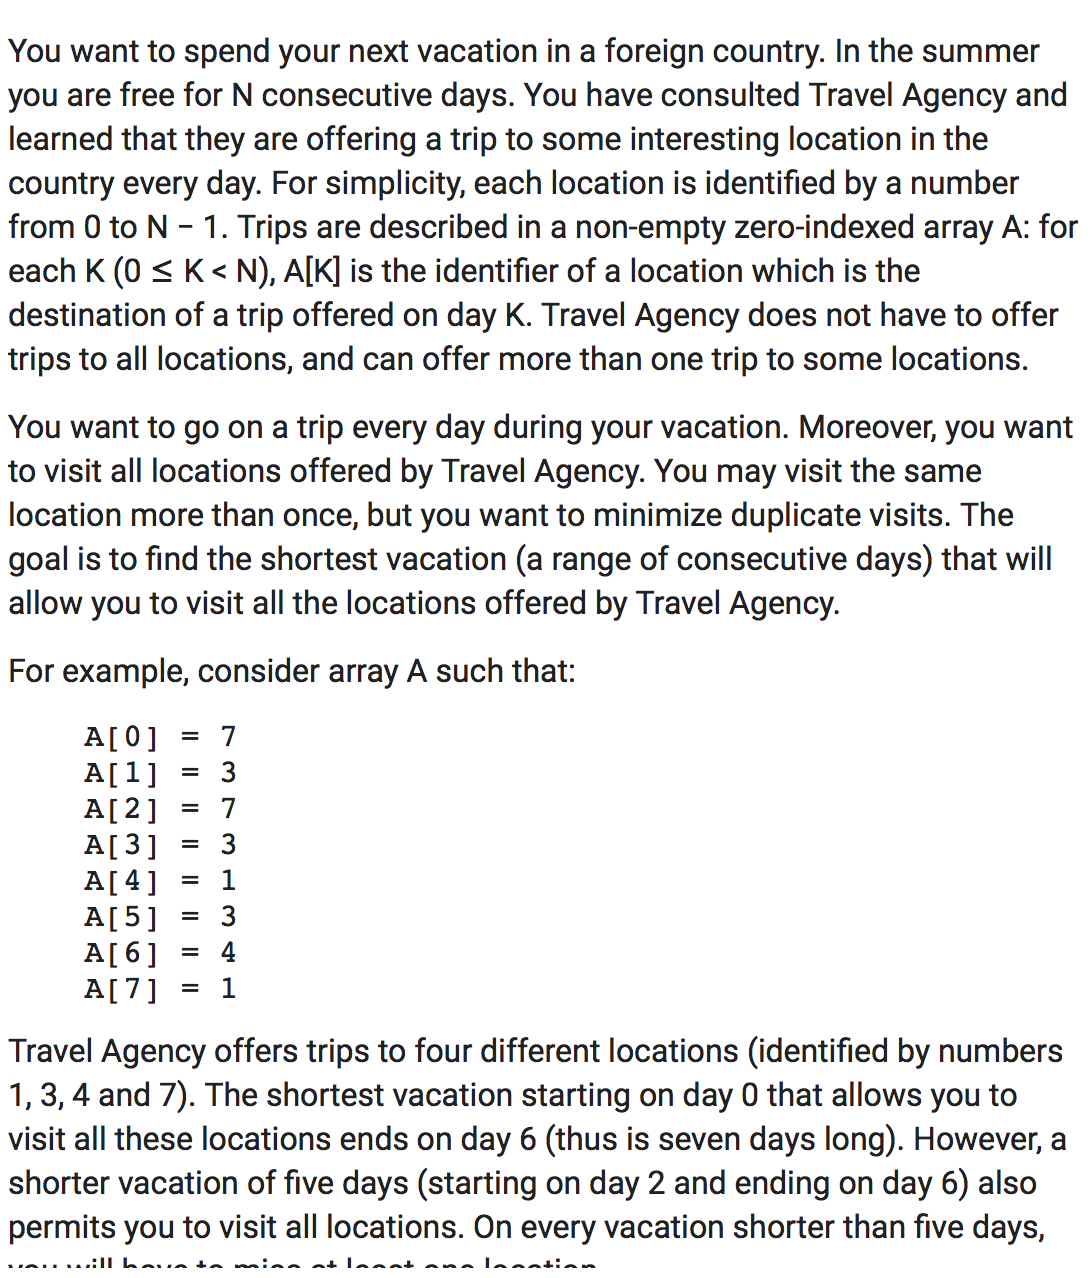 You want to spend your next vacation in a foreign country. In the summer
you are free for N consecutive days. You have consulted Travel Agency and
learned that they are offering a trip to some interesting location in the
country every day. For simplicity, each location is identified by a number
from 0 to N − 1. Trips are described in a non-empty zero-indexed array A: for
each K (0 ≤ K < N), A[K] is the identifier of a location which is the
destination of a trip offered on day K. Travel Agency does not have to offer
trips to all locations, and can offer more than one trip to some locations.
You want to go on a trip every day during your vacation. Moreover, you want
to visit all locations offered by Travel Agency. You may visit the same
location more than once, but you want to minimize duplicate visits. The
goal is to find the shortest vacation (a range of consecutive days) that will
allow you to visit all the locations offered by Travel Agency.
For example, consider array A such that:
A[0] = 7
A[1] = 3
A[2] = 7
A[3] = 3
A[4] = 1
A[5] = 3
A[6] = 4
A[7] = 1
Travel Agency offers trips to four different locations (identified by numbers
1, 3, 4 and 7). The shortest vacation starting on day 0 that allows you to
visit all these locations ends on day 6 (thus is seven days long). However, a
shorter vacation of five days (starting on day 2 and ending on day 6) also
permits you to visit all locations. On every vacation shorter than five days,
you will have to miss at least one location.